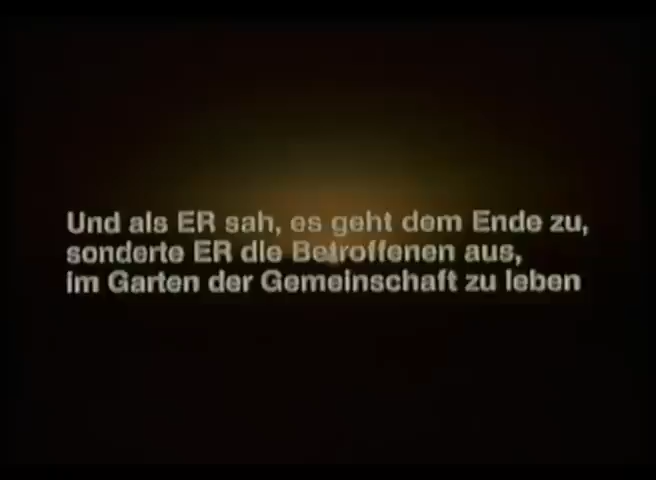 Und als ER sah, es geht dem Ende zu,
sonderte ER die Betroffenen aus,
im Garten der Gemeinschaft zu leben